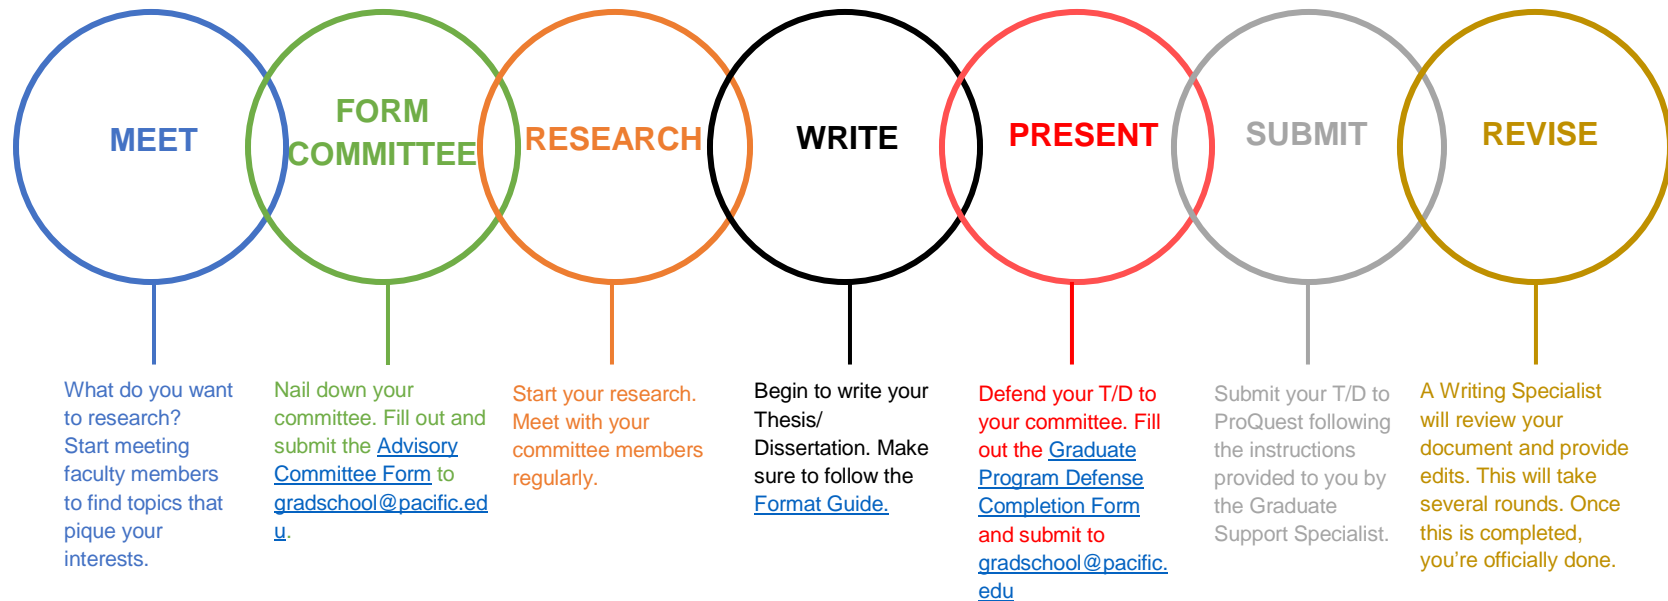 MEET
FORM
COMMITTEE
RESEARCH
WRITE
PRESENT
SUBMIT
REVISE
What do you want
to research?
Start meeting
faculty members
to find topics that
pique your
interests.
Nail down your
committee. Fill out and
submit the Advisory
Committee Form to
gradschool@pacific.ed
u.
Start your research.
Meet with your
committee members
regularly.
Begin to write your
Thesis/
Dissertation. Make
sure to follow the
Format Guide.
Defend your T/D to
your committee. Fill
out the Graduate
Program Defense
Completion Form
and submit to
gradschool@pacific.
edu
Submit your T/D to
ProQuest following
the instructions
provided to you by
the Graduate
Support Specialist.
A Writing Specialist
will review your
document and provide
edits. This will take
several rounds. Once
this is completed,
you’re officially done.